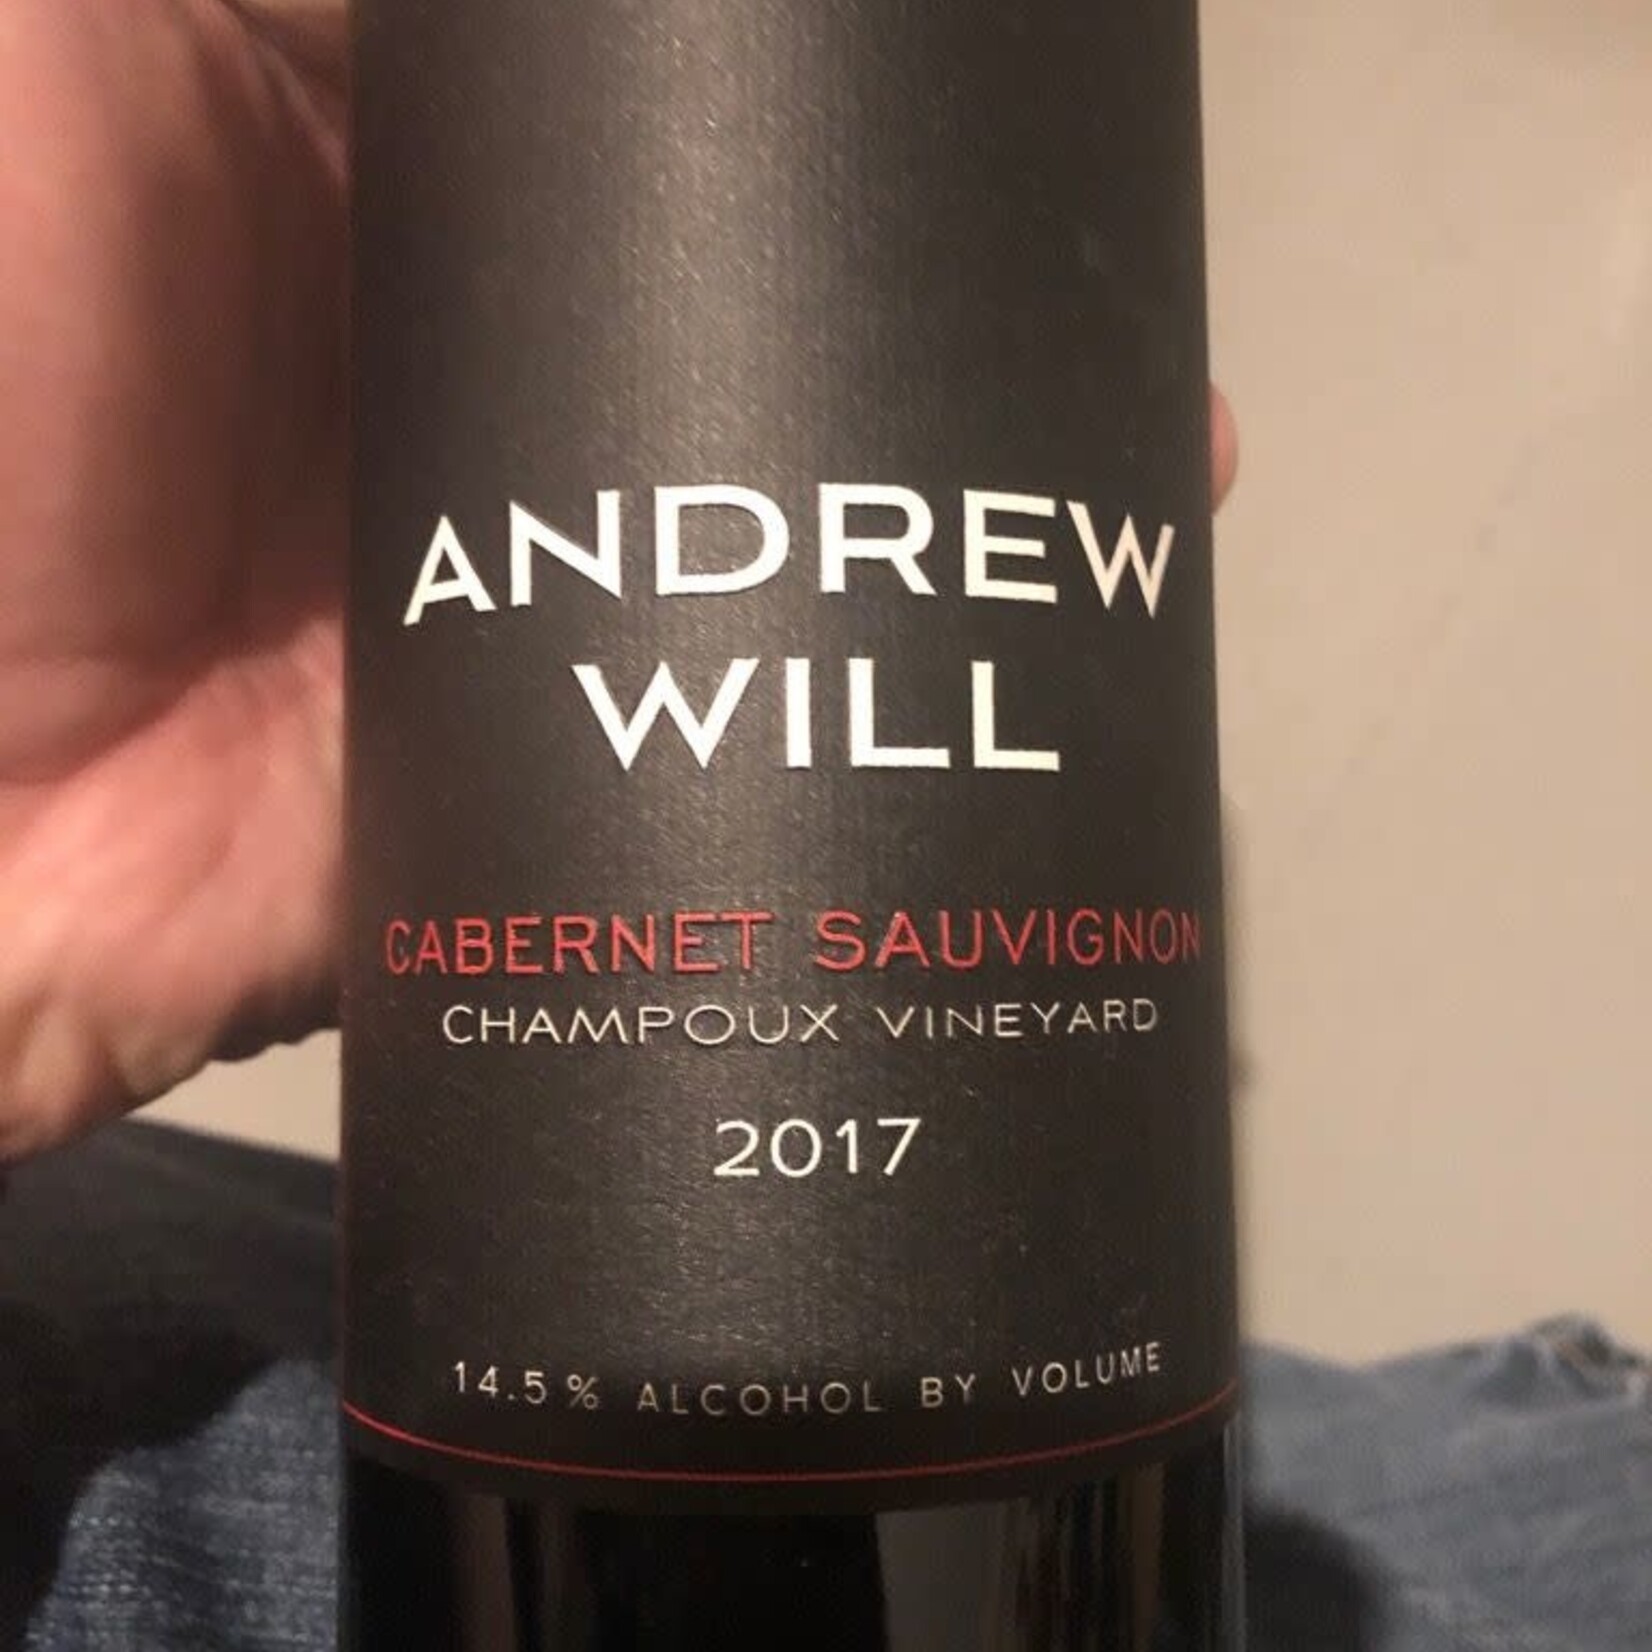 ANDREW
WILL
CABERNET SAUVIGNON
CHAMPOUX VINEYARD
2017
14.5% ALCOHOL BY VOLUME